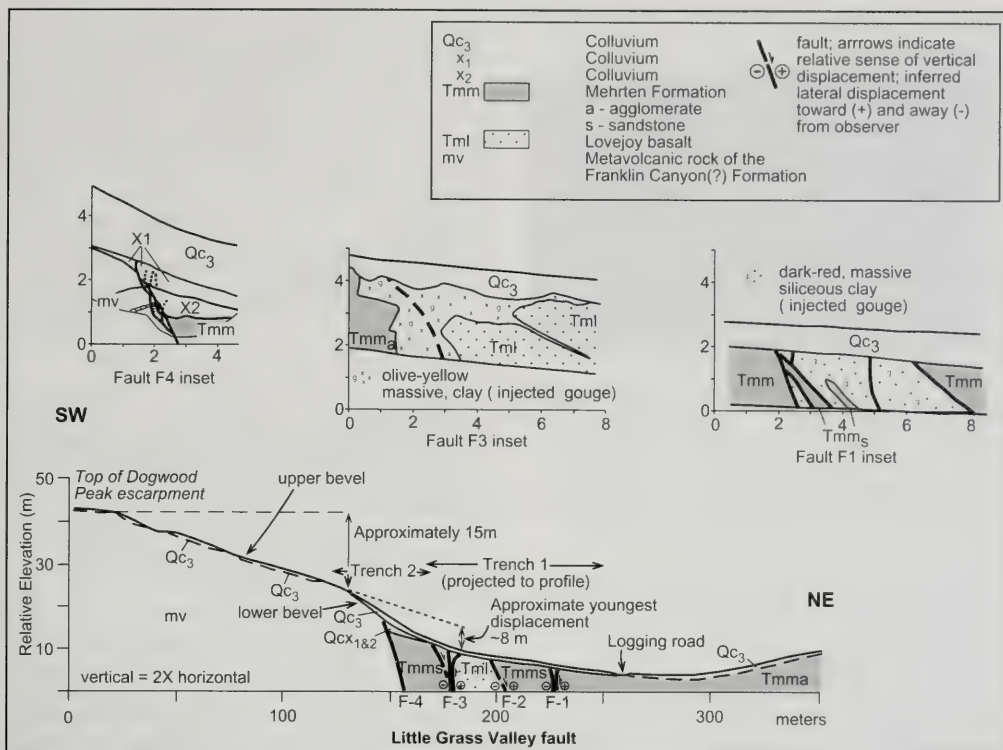 Qc3 Colluvium
x1 Colluvium
x2 Colluvium
Tmm Mehrten Formation
a - agglomerate
s - sandstone
Tml Lovejoy basalt
mv Metavolcanic rock of the
Franklin Canyon(?) Formation
fault; arrrows indicate
relative sense of vertical
displacement; inferred
lateral displacement
toward (+) and away (-)
from observer
4
2
0
X1
Qc3
mv
X2
Tmm
0 2 4
Fault F4 inset
4
2
0
Qc3
Tmma
Tml
Tml
g x x olive-yellow
massive, clay ( injected gouge)
0 2 4 6 8
Fault F3 inset
4
2
0
dark-red, massive
siliceous clay
( injected gouge)
Qc3
Tmm
Tmm
Tmms
0 2 4 6 8
Fault F1 inset
SW
NE
50
30
10
Relative Elevation (m)
Top of Dogwood
Peak escarpment
upper bevel
Approximately 15m
Qc3
Qc3
Trench 2
Trench 1
(projected to profile)
lower bevel
Qc3
Qcx1&2
Approximate youngest
displacement
~8 m
mv
Logging road
Qc3
Tmms
Tml
Tmms
Tmma
vertical = 2X horizontal
F-4 F-3 F-2 F-1
0 100 200 300 meters
Little Grass Valley fault